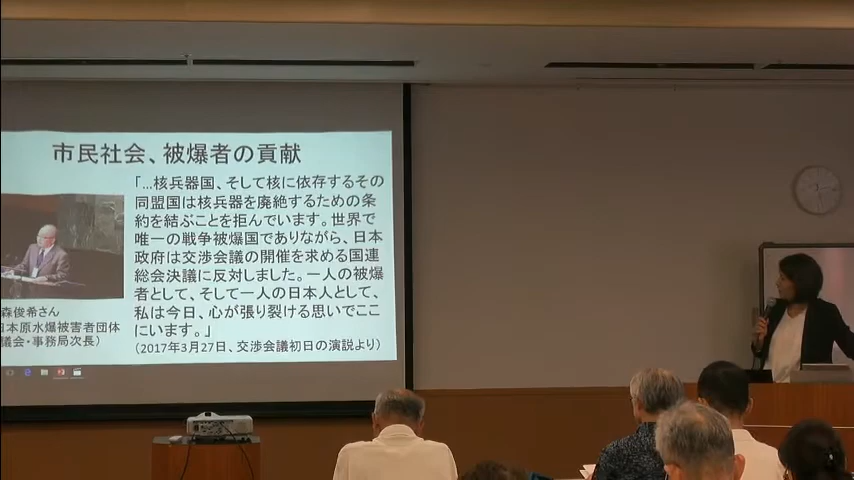 市民社会、被爆者の貢献
「...核兵器国、そして核に依存するその
同盟国は核兵器を廃絶するための条
約を結ぶことを拒んでいます。世界で
唯一の戦争被爆国でありながら、日本
政府は交渉会議の開催を求める国連
総会決議に反対しました。一人の被爆
者として、そして一人の日本人として、
私は今日、心が張り裂ける思いでここ
にいます。」
(2017年3月27日、交渉会議初日の演説より)
森俊希さん
日本原水爆被害者団体
議会・事務局次長)